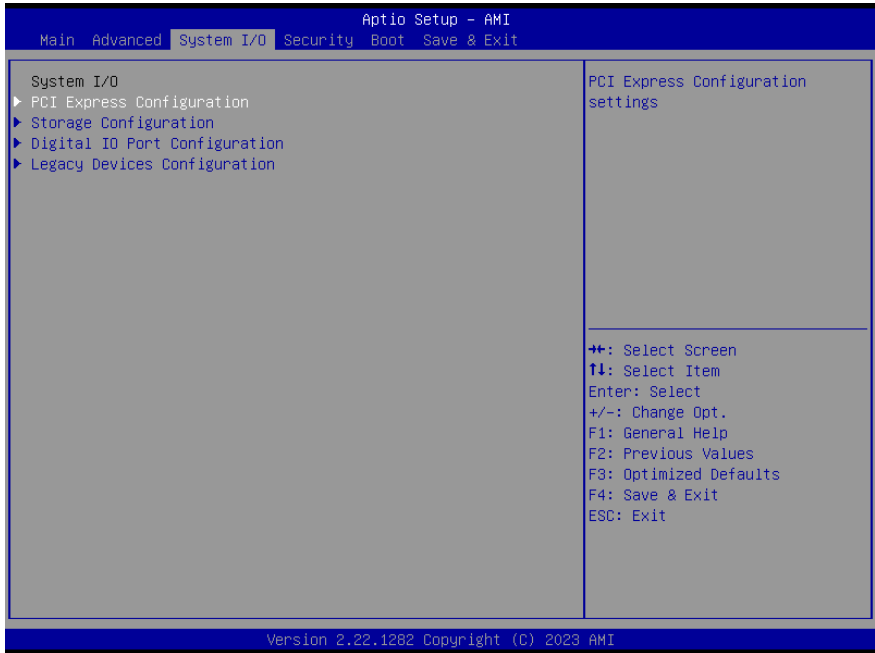 Aptio Setup – AMI
Main Advanced System I/O Security Boot Save & Exit
System I/O
▶ PCI Express Configuration
▶ Storage Configuration
▶ Digital IO Port Configuration
▶ Legacy Devices Configuration
PCI Express Configuration
settings
→←: Select Screen
↑↓: Select Item
Enter: Select
+/-: Change Opt.
F1: General Help
F2: Previous Values
F3: Optimized Defaults
F4: Save & Exit
ESC: Exit
Version 2.22.1282 Copyright (C) 2023 AMI